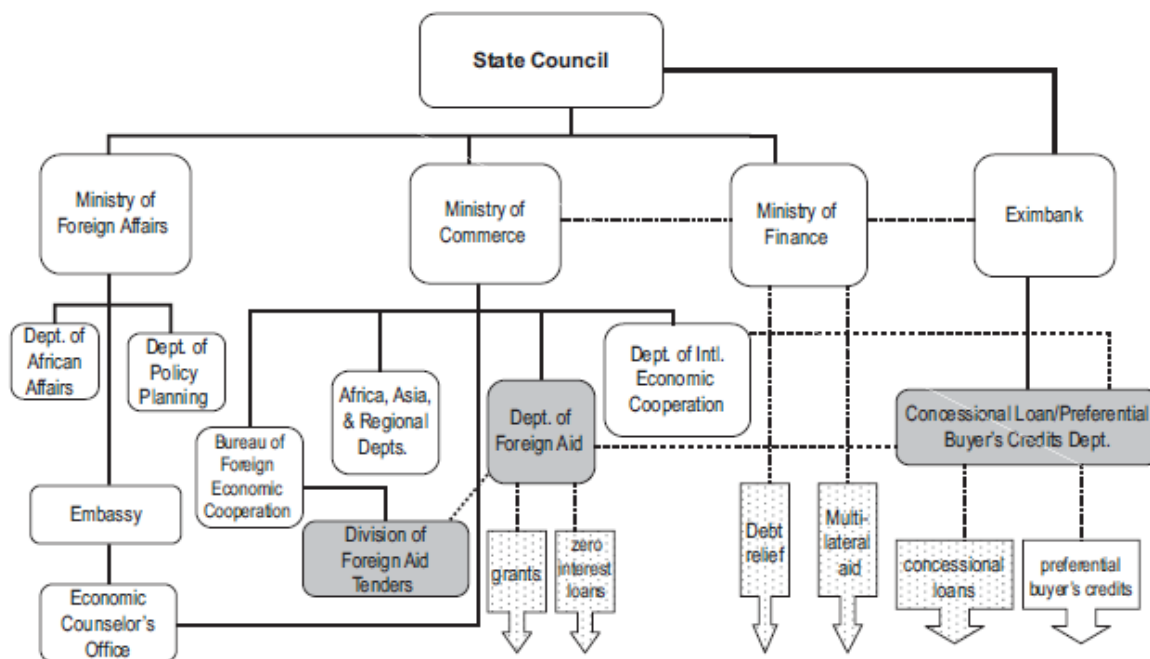 State Council
Ministry of
Foreign Affairs
Ministry of
Commerce
Ministry of
Finance
Eximbank
Dept. of
African
Affairs
Dept. of
Policy
Planning
Bureau of
Foreign
Economic
Cooperation
Africa, Asia,
& Regional
Depts.
Dept. of
Foreign Aid
Dept. of Intl.
Economic
Cooperation
Concessional Loan/Preferential
Buyer's Credits Dept.
Embassy
Economic
Counselor's
Office
Division of
Foreign Aid
Tenders
grants
zero
interest
loans
Debt
relief
Multi-
lateral
aid
concessional
loans
preferential
buyer's credits